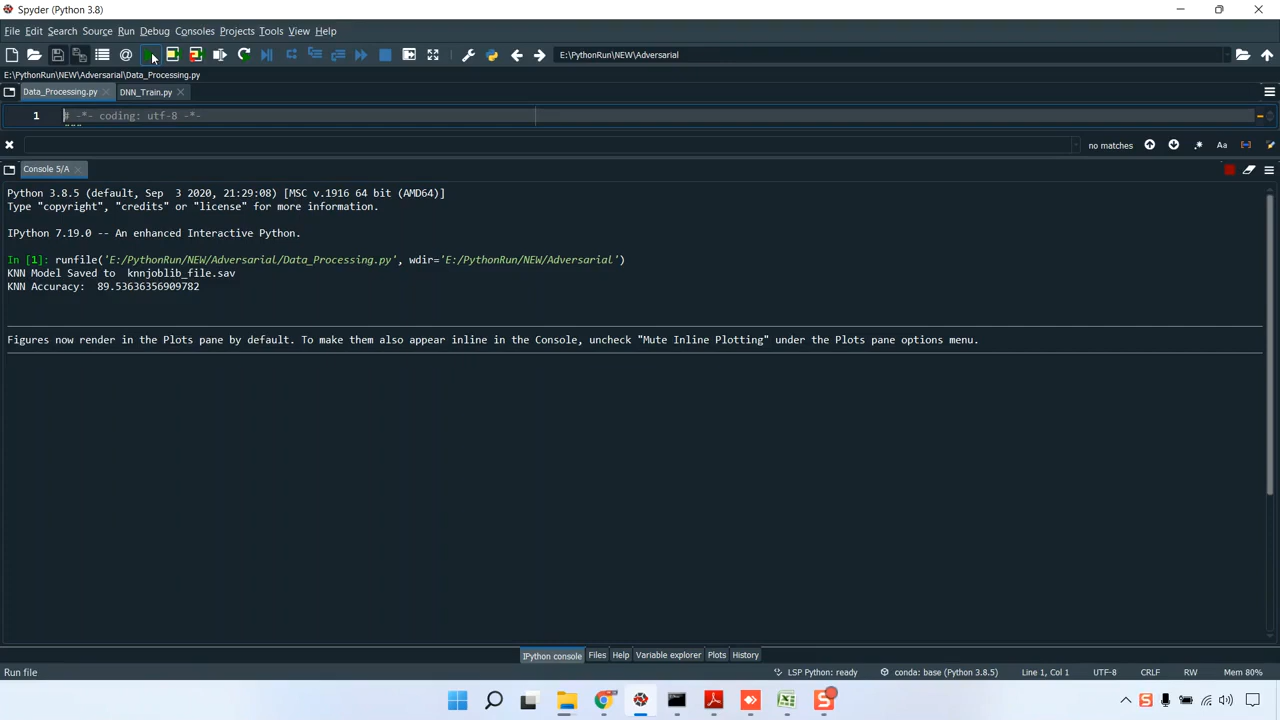 Spyder (Python 3.8)
File Edit Search Source Run Debug Consoles Projects Tools View Help
E:\PythonRun\NEW\Adversarial
E:\PythonRun\NEW\Adversarial\Data_Processing.py
Data_Processing.py DNN_Train.py
1 # -*- coding: utf-8 -*-
no matches .* Aa
Console 5/A
Python 3.8.5 (default, Sep  3 2020, 21:29:08) [MSC v.1916 64 bit (AMD64)]
Type "copyright", "credits" or "license" for more information.
IPython 7.19.0 -- An enhanced Interactive Python.
In [1]: runfile('E:/PythonRun/NEW/Adversarial/Data_Processing.py', wdir='E:/PythonRun/NEW/Adversarial')
KNN Model Saved to  knnjoblib_file.sav
KNN Accuracy:  89.53636356909782
Figures now render in the Plots pane by default. To make them also appear inline in the Console, uncheck "Mute Inline Plotting" under the Plots pane options menu.
IPython console Files Help Variable explorer Plots History
Run file LSP Python: ready conda: base (Python 3.8.5) Line 1, Col 1 UTF-8 CRLF RW Mem 80%